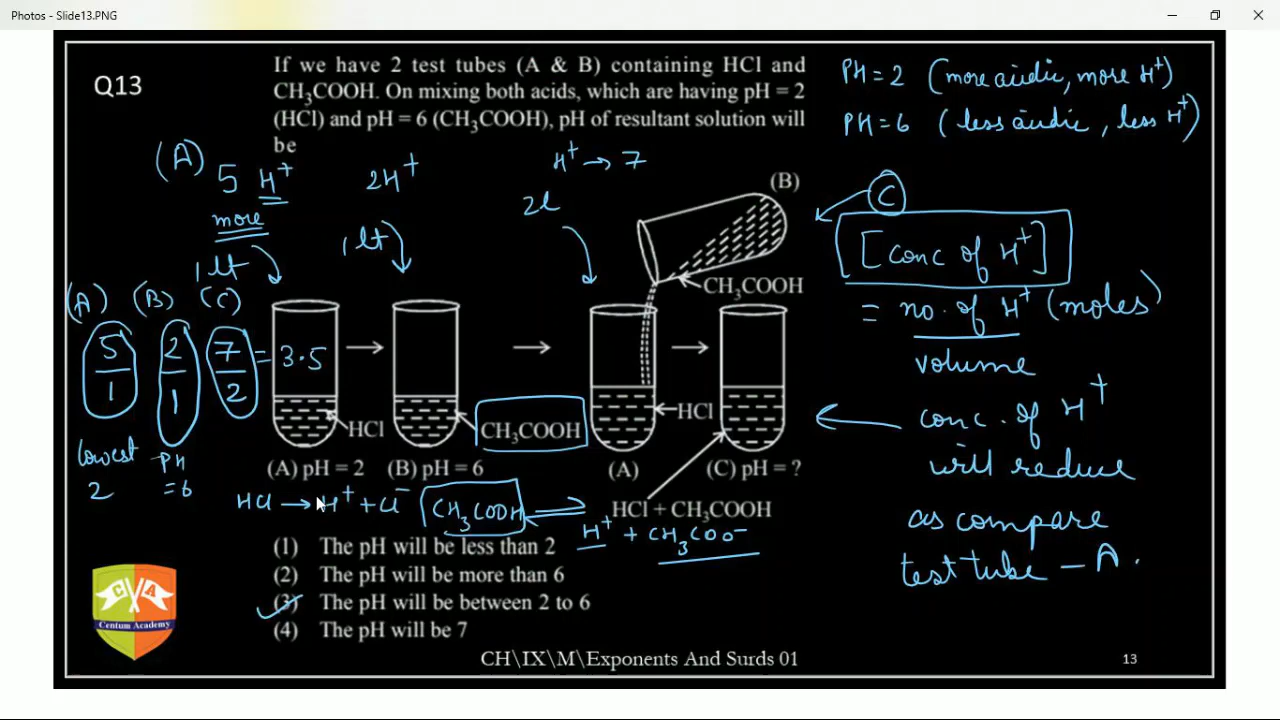 Photos - Slide13.PNG
Q13
If we have 2 test tubes (A & B) containing HCl and
CH₃COOH. On mixing both acids, which are having pH = 2
(HCl) and pH = 6 (CH₃COOH), pH of resultant solution will
be
PH = 2 (more acidic, more H⁺)
PH = 6 (less acidic, less H⁺)
(A)
5 H⁺
more
1 lt
2H⁺
1 lt
H⁺ → 7
2l
(B)
CH₃COOH
C
[conc of H⁺]
= no. of H⁺ (moles)
volume
conc. of H⁺
will reduce
as compare
test tube - A.
(A) (B) (C)
5/1 2/1 7/2 = 3.5
lowest PH
2 = 6
HCl
CH₃COOH
HCl
(A) pH = 2
(B) pH = 6
(A)
(C) pH = ?
HCl + CH₃COOH
HCl → H⁺ + Cl⁻
CH₃COOH ⇌ H⁺ + CH₃COO⁻
(1) The pH will be less than 2
(2) The pH will be more than 6
(3) The pH will be between 2 to 6
(4) The pH will be 7
C A
Centum Academy
CH\IX\M\Exponents And Surds 01
13